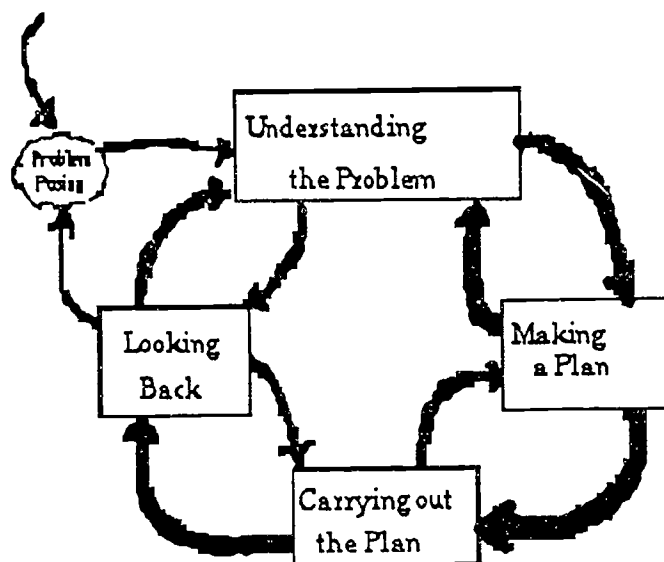 Problem
Posing
Understanding
the Problem
Looking
Back
Making
a Plan
Carrying out
the Plan